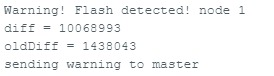 Warning! Flash detected! node 1
diff = 10068993
oldDiff = 1438043
sending warning to master